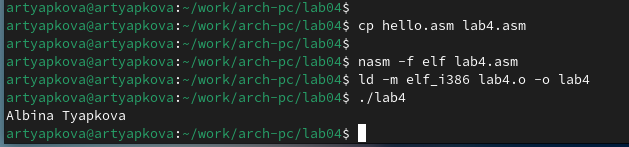 artyapkova@artyapkova:~/work/arch-pc/lab04$
artyapkova@artyapkova:~/work/arch-pc/lab04$ cp hello.asm lab4.asm
artyapkova@artyapkova:~/work/arch-pc/lab04$
artyapkova@artyapkova:~/work/arch-pc/lab04$ nasm -f elf lab4.asm
artyapkova@artyapkova:~/work/arch-pc/lab04$ ld -m elf_i386 lab4.o -o lab4
artyapkova@artyapkova:~/work/arch-pc/lab04$ ./lab4
Albina Tyapkova
artyapkova@artyapkova:~/work/arch-pc/lab04$